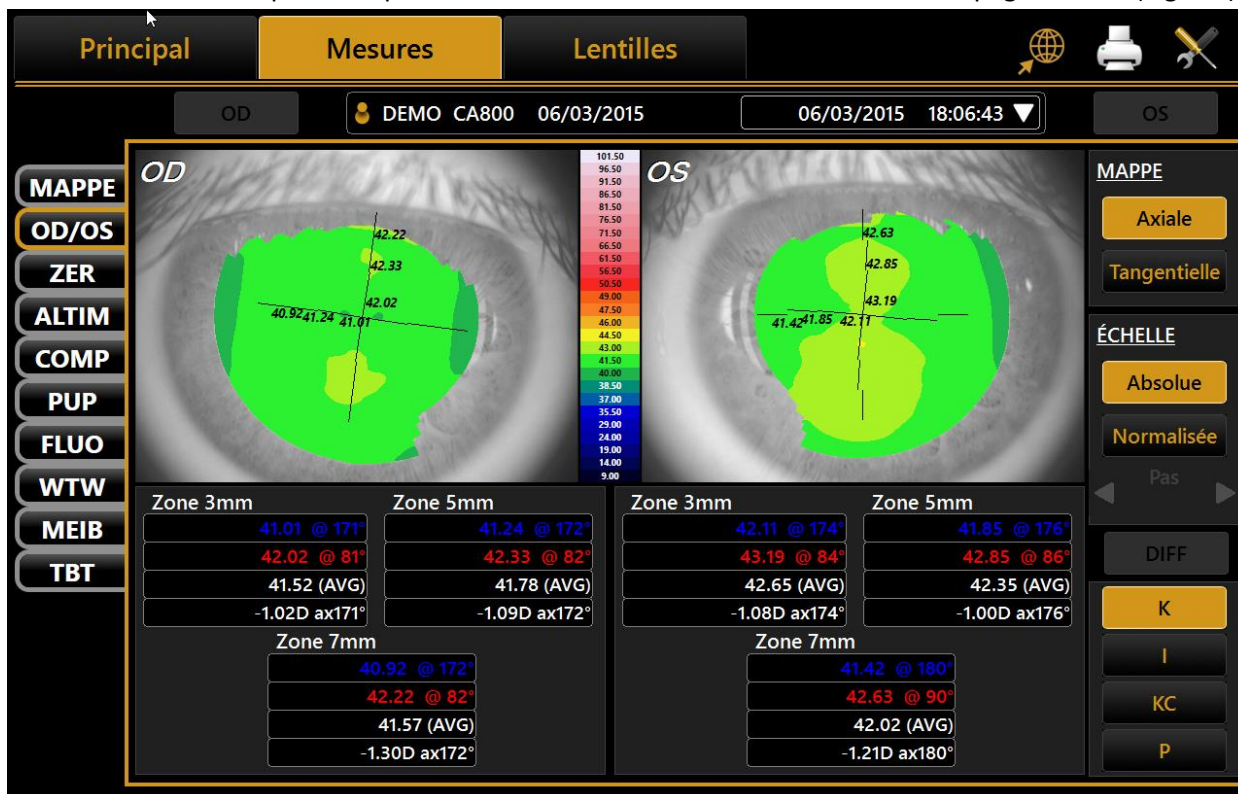 Principal Mesures Lentilles
OD DEMO CA800 06/03/2015 06/03/2015 18:06:43 OS
MAPPE
OD/OS
ZER
ALTIM
COMP
PUP
FLUO
WTW
MEIB
TBT
OD
42.22
42.33
42.02
40.92 41.24 41.01
101.50
96.50
91.50
86.50
81.50
76.50
71.50
66.50
61.50
56.50
50.50
49.00
47.50
46.00
44.50
43.00
41.50
40.00
38.50
37.00
35.50
29.00
24.00
19.00
14.00
9.00
OS
42.63
42.85
43.19
41.42 41.85 42.11
Zone 3mm Zone 5mm
41.01 @ 171° 41.24 @ 172°
42.02 @ 81° 42.33 @ 82°
41.52 (AVG) 41.78 (AVG)
-1.02D ax171° -1.09D ax172°
Zone 7mm
40.92 @ 172°
42.22 @ 82°
41.57 (AVG)
-1.30D ax172°
Zone 3mm Zone 5mm
42.11 @ 174° 41.85 @ 176°
43.19 @ 84° 42.85 @ 86°
42.65 (AVG) 42.35 (AVG)
-1.08D ax174° -1.00D ax176°
Zone 7mm
41.42 @ 180°
42.63 @ 90°
42.02 (AVG)
-1.21D ax180°
MAPPE
Axiale
Tangentielle
ÉCHELLE
Absolue
Normalisée
Pas
DIFF
K
I
KC
P